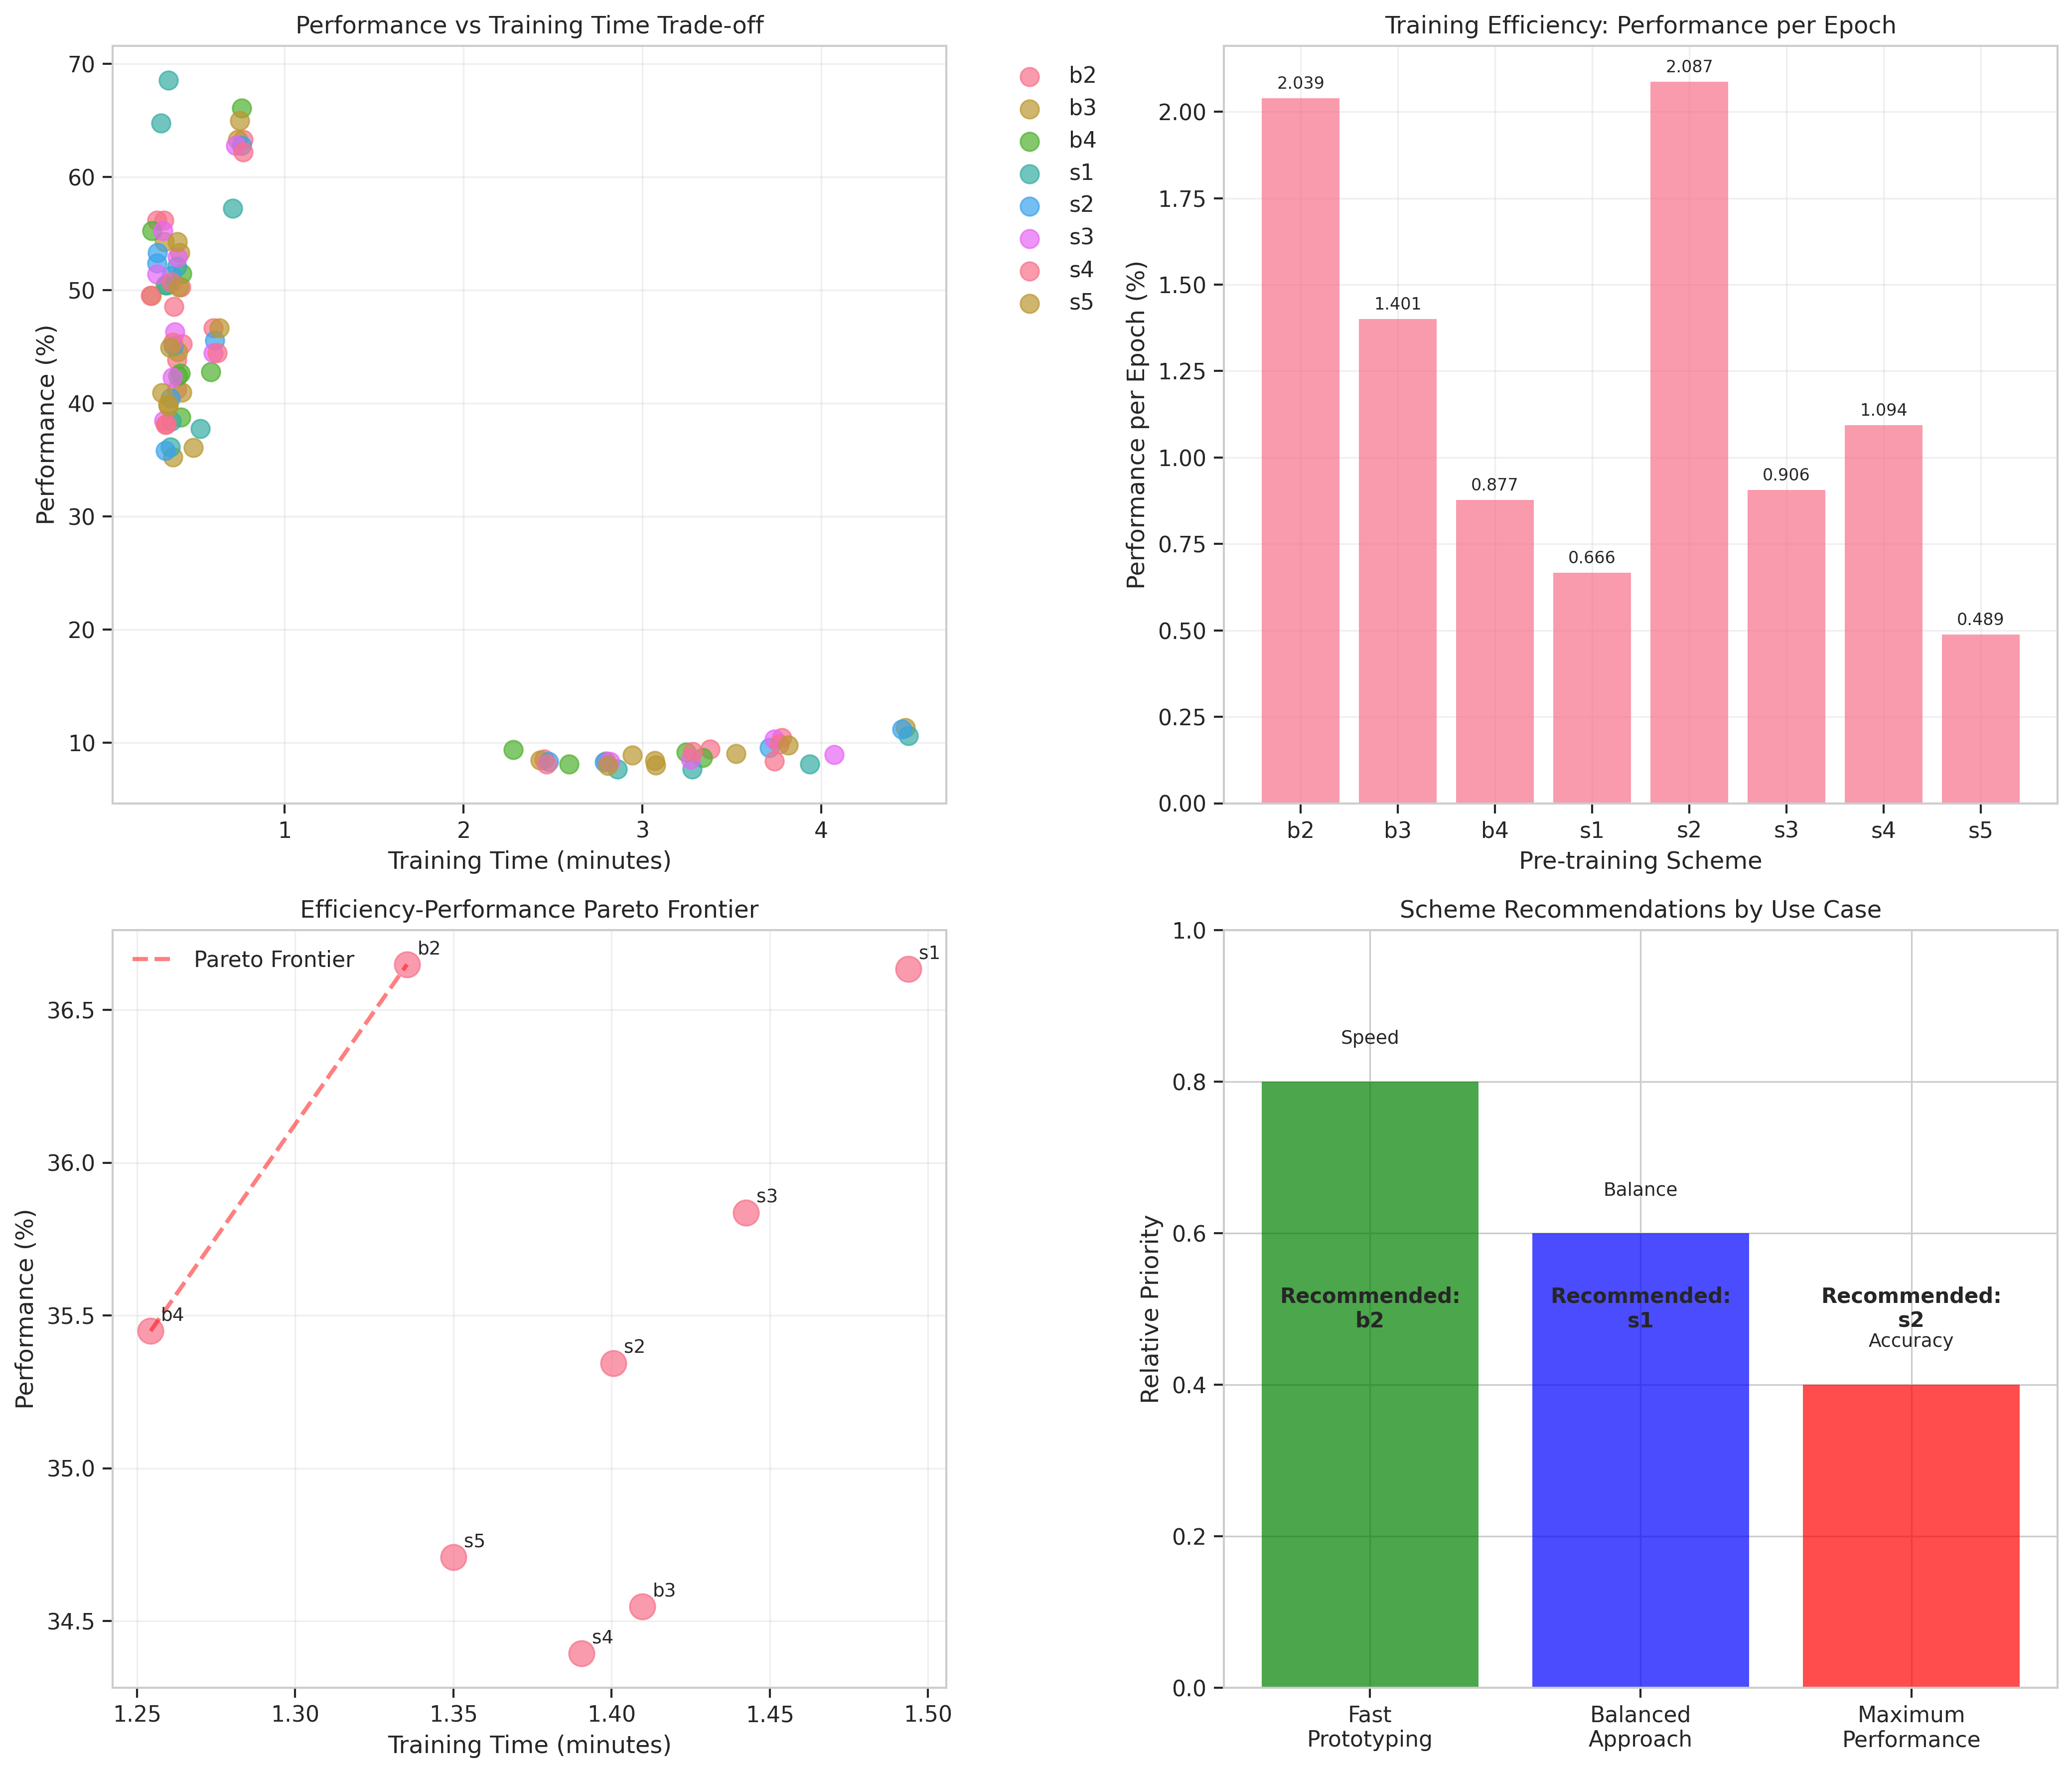 Performance vs Training Time Trade-off
70
60
50
40
30
20
10
Performance (%)
1
2
3
4
Training Time (minutes)
b2
b3
b4
s1
s2
s3
s4
s5
Training Efficiency: Performance per Epoch
2.00
1.75
1.50
1.25
1.00
0.75
0.50
0.25
0.00
Performance per Epoch (%)
2.039
1.401
0.877
0.666
2.087
0.906
1.094
0.489
b2
b3
b4
s1
s2
s3
s4
s5
Pre-training Scheme
Efficiency-Performance Pareto Frontier
Pareto Frontier
36.5
36.0
35.5
35.0
34.5
Performance (%)
b2
s1
s3
b4
s2
s5
b3
s4
1.25
1.30
1.35
1.40
1.45
1.50
Training Time (minutes)
Scheme Recommendations by Use Case
1.0
0.8
0.6
0.4
0.2
0.0
Relative Priority
Speed
Balance
Recommended:
b2
Recommended:
s1
Recommended:
s2
Accuracy
Fast
Prototyping
Balanced
Approach
Maximum
Performance